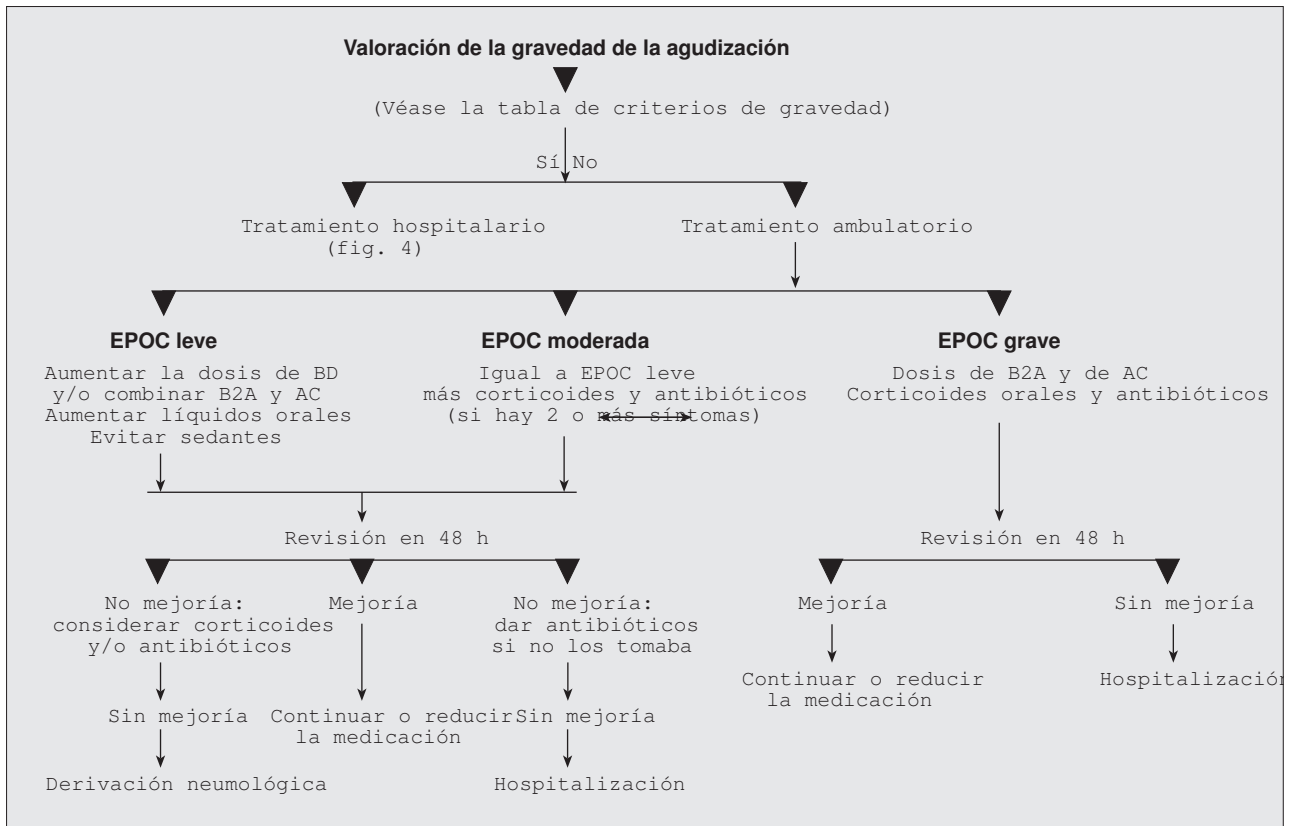 Valoración de la gravedad de la agudización
(Véase la tabla de criterios de gravedad)
Sí No
Tratamiento hospitalario
(fig. 4)
Tratamiento ambulatorio
EPOC leve
Aumentar la dosis de BD
y/o combinar B2A y AC
Aumentar líquidos orales
Evitar sedantes
EPOC moderada
Igual a EPOC leve
más corticoides y antibióticos
(si hay 2 o más síntomas)
EPOC grave
Dosis de B2A y de AC
Corticoides orales y antibióticos
Revisión en 48 h
Revisión en 48 h
No mejoría:
considerar corticoides
y/o antibióticos
Mejoría
No mejoría:
dar antibióticos
si no los tomaba
Mejoría
Sin mejoría
Sin mejoría
Continuar o reducir
la medicación
Sin mejoría
Continuar o reducir
la medicación
Hospitalización
Derivación neumológica
Hospitalización